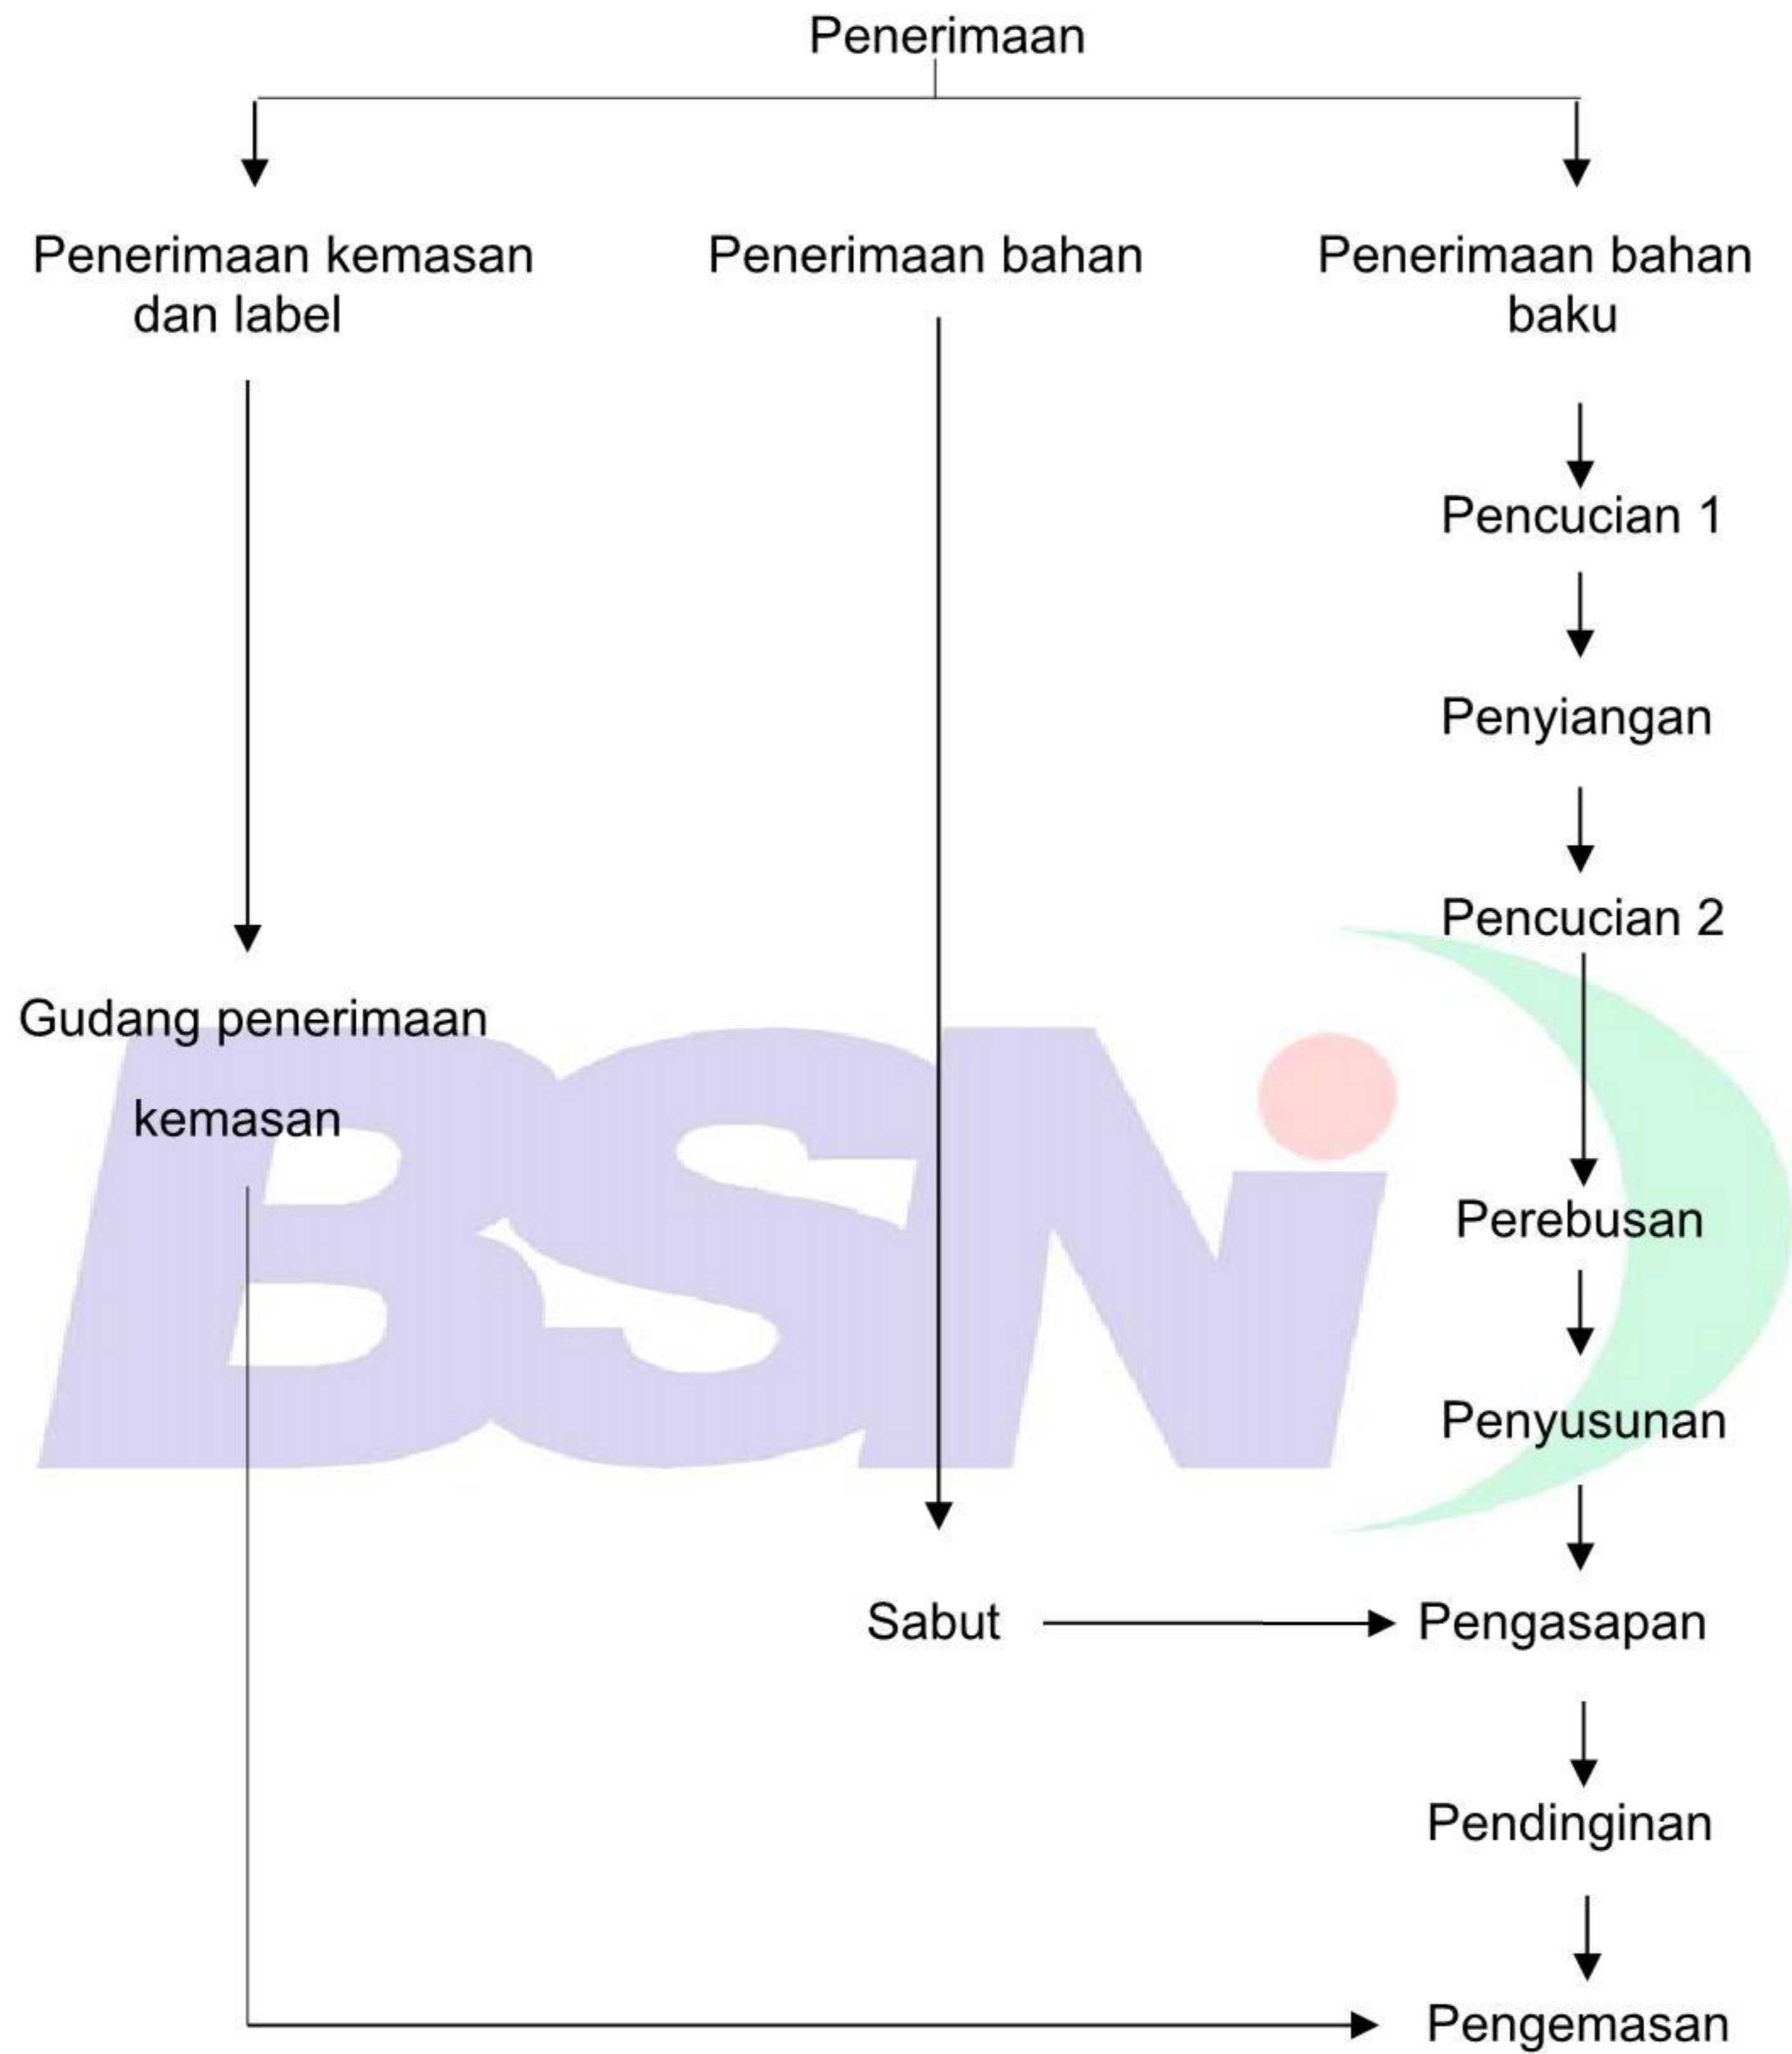 Penerimaan
Penerimaan kemasan
dan label
Penerimaan bahan
Penerimaan bahan
baku
Pencucian 1
Penyiangan
Pencucian 2
Gudang penerimaan
kemasan
Perebusan
Penyusunan
Sabut
Pengasapan
Pendinginan
Pengemasan
BSNi